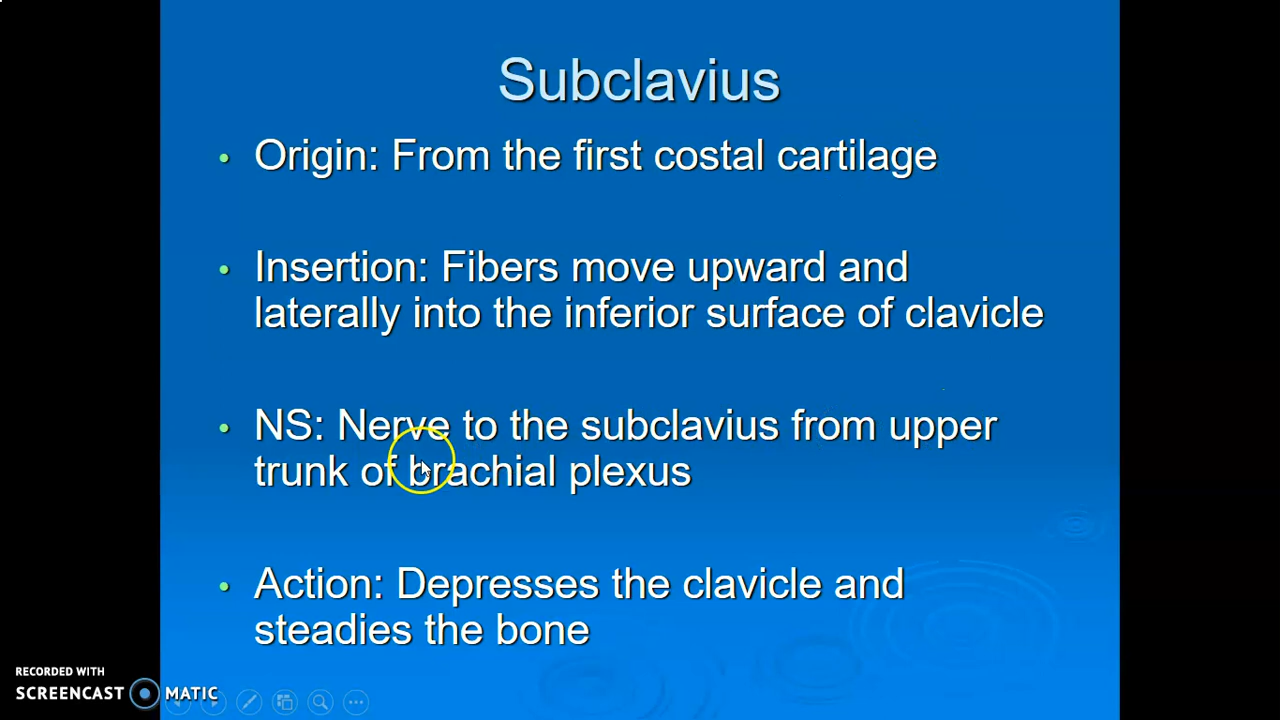 Subclavius
• Origin: From the first costal cartilage
• Insertion: Fibers move upward and
laterally into the inferior surface of clavicle
• NS: Nerve to the subclavius from upper
trunk of brachial plexus
• Action: Depresses the clavicle and
steadies the bone
RECORDED WITH
SCREENCAST MATIC